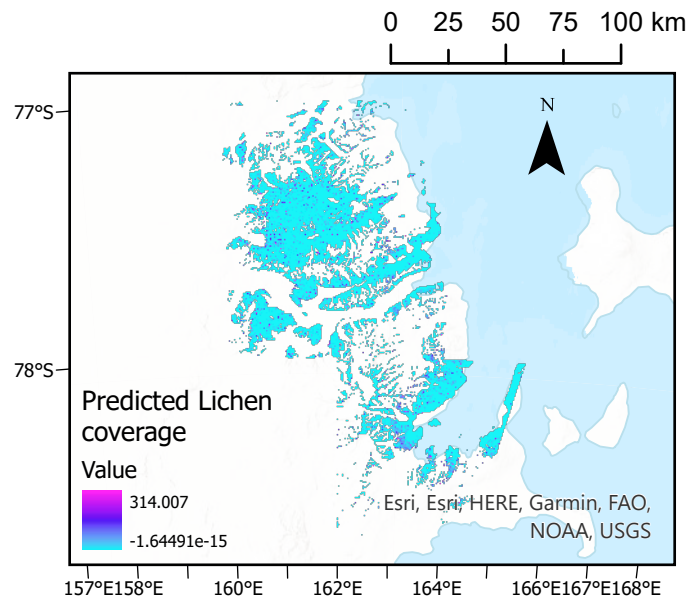 0 25 50 75 100 km
77°S
N
78°S
Predicted Lichen
coverage
Value
314.007
-1.64491e-15
Esri, Esri, HERE, Garmin, FAO,
NOAA, USGS
157°E158°E 160°E 162°E 164°E 166°E167°E168°E